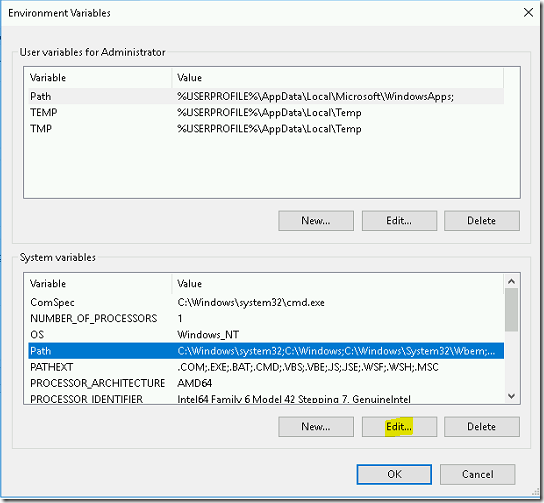 Environment Variables
User variables for Administrator
Variable Value
Path %USERPROFILE%\AppData\Local\Microsoft\WindowsApps;
TEMP %USERPROFILE%\AppData\Local\Temp
TMP %USERPROFILE%\AppData\Local\Temp
New... Edit... Delete
System variables
Variable Value
ComSpec C:\Windows\system32\cmd.exe
NUMBER_OF_PROCESSORS 1
OS Windows_NT
Path C:\Windows\system32;C:\Windows;C:\Windows\System32\Wbem;...
PATHEXT .COM;.EXE;.BAT;.CMD;.VBS;.VBE;.JS;.JSE;.WSF;.WSH;.MSC
PROCESSOR_ARCHITECTURE AMD64
PROCESSOR_IDENTIFIER Intel64 Family 6 Model 42 Stepping 7, GenuineIntel
New... Edit... Delete
OK Cancel